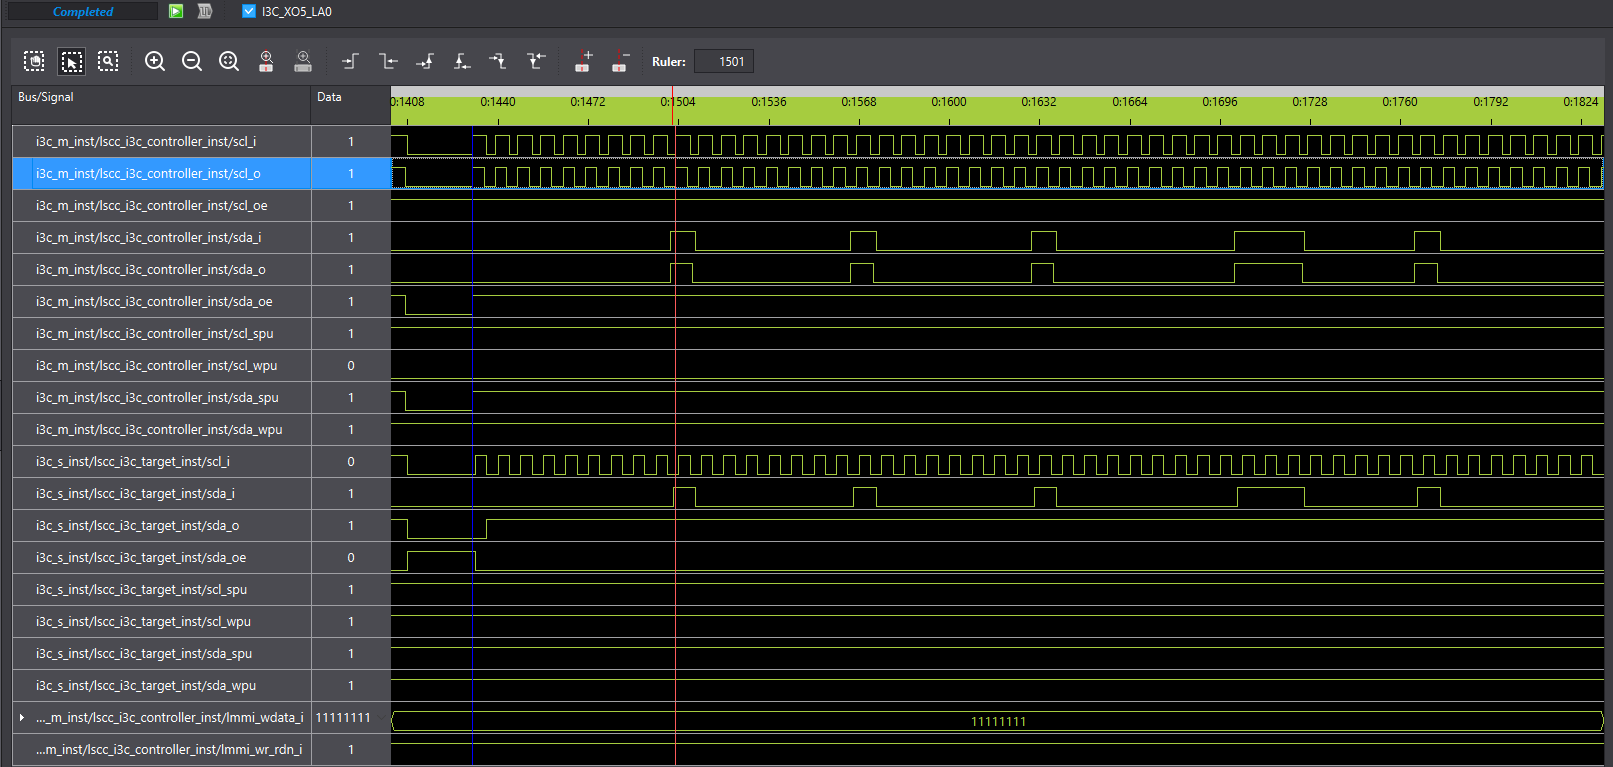 Completed I3C_XO5_LA0
Ruler: 1501
Bus/Signal Data 0:1408 0:1440 0:1472 0:1504 0:1536 0:1568 0:1600 0:1632 0:1664 0:1696 0:1728 0:1760 0:1792 0:1824
i3c_m_inst/lscc_i3c_controller_inst/scl_i 1
i3c_m_inst/lscc_i3c_controller_inst/scl_o 1
i3c_m_inst/lscc_i3c_controller_inst/scl_oe 1
i3c_m_inst/lscc_i3c_controller_inst/sda_i 1
i3c_m_inst/lscc_i3c_controller_inst/sda_o 1
i3c_m_inst/lscc_i3c_controller_inst/sda_oe 1
i3c_m_inst/lscc_i3c_controller_inst/scl_spu 1
i3c_m_inst/lscc_i3c_controller_inst/scl_wpu 0
i3c_m_inst/lscc_i3c_controller_inst/sda_spu 1
i3c_m_inst/lscc_i3c_controller_inst/sda_wpu 1
i3c_s_inst/lscc_i3c_target_inst/scl_i 0
i3c_s_inst/lscc_i3c_target_inst/sda_i 1
i3c_s_inst/lscc_i3c_target_inst/sda_o 1
i3c_s_inst/lscc_i3c_target_inst/sda_oe 0
i3c_s_inst/lscc_i3c_target_inst/scl_spu 1
i3c_s_inst/lscc_i3c_target_inst/scl_wpu 1
i3c_s_inst/lscc_i3c_target_inst/sda_spu 1
i3c_s_inst/lscc_i3c_target_inst/sda_wpu 1
..._m_inst/lscc_i3c_controller_inst/lmmi_wdata_i 11111111 11111111
...m_inst/lscc_i3c_controller_inst/lmmi_wr_rdn_i 1